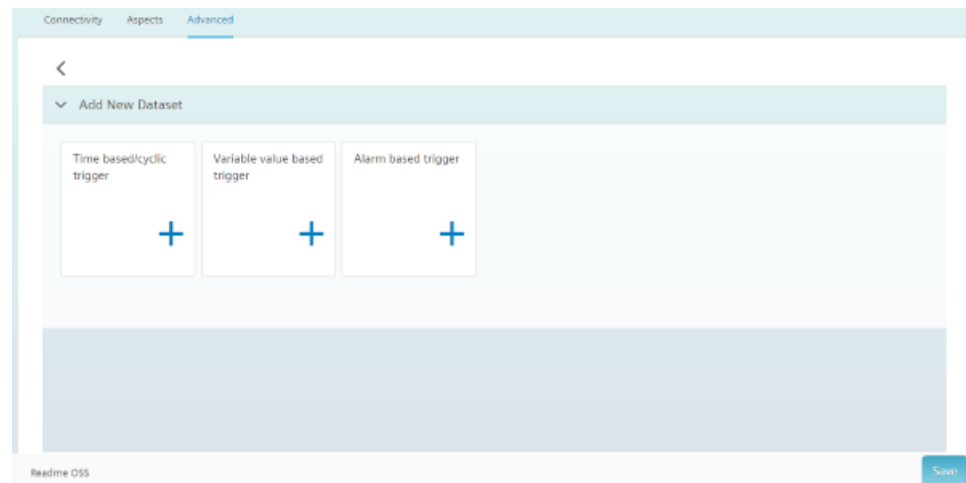 Connectivity Aspects Advanced
Add New Dataset
Time based/cyclic
trigger
Variable value based
trigger
Alarm based trigger
Readme OSS
Save